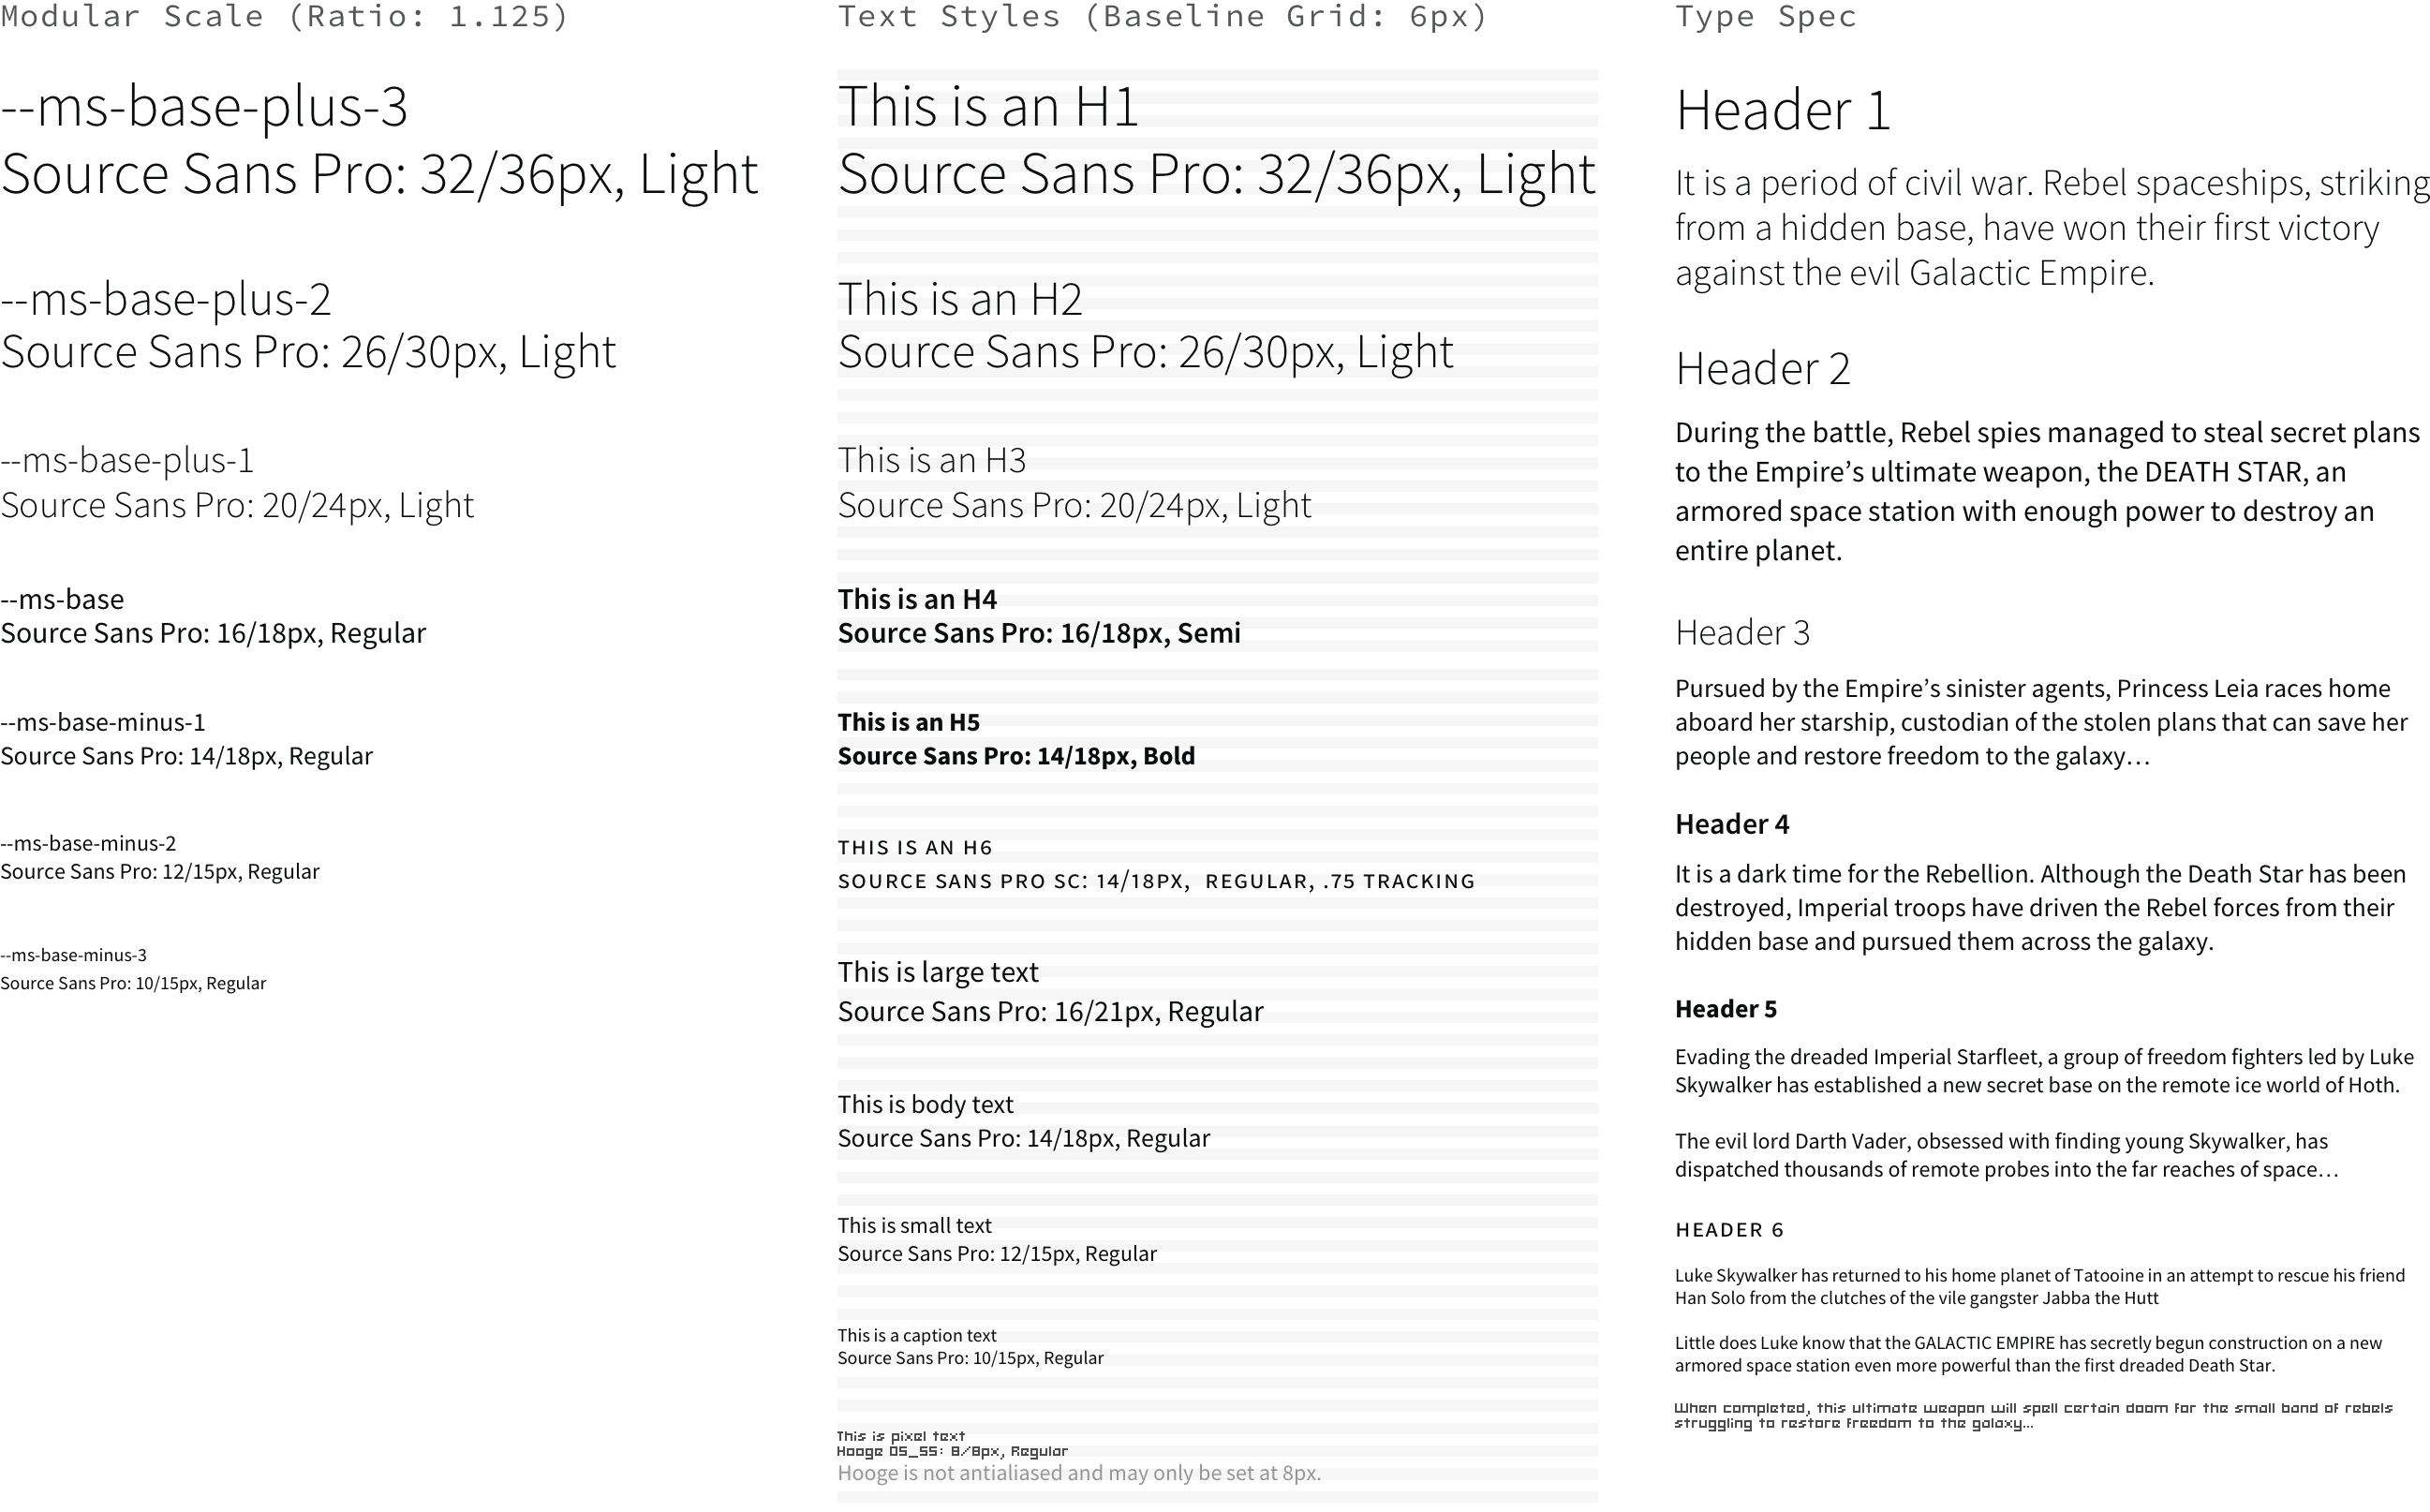 Modular Scale (Ratio: 1.125)
--ms-base-plus-3
Source Sans Pro: 32/36px, Light
--ms-base-plus-2
Source Sans Pro: 26/30px, Light
--ms-base-plus-1
Source Sans Pro: 20/24px, Light
--ms-base
Source Sans Pro: 16/18px, Regular
--ms-base-minus-1
Source Sans Pro: 14/18px, Regular
--ms-base-minus-2
Source Sans Pro: 12/15px, Regular
--ms-base-minus-3
Source Sans Pro: 10/15px, Regular
Text Styles (Baseline Grid: 6px)
This is an H1
Source Sans Pro: 32/36px, Light
This is an H2
Source Sans Pro: 26/30px, Light
This is an H3
Source Sans Pro: 20/24px, Light
This is an H4
Source Sans Pro: 16/18px, Semi
This is an H5
Source Sans Pro: 14/18px, Bold
THIS IS AN H6
SOURCE SANS PRO SC: 14/18PX, REGULAR, .75 TRACKING
This is large text
Source Sans Pro: 16/21px, Regular
This is body text
Source Sans Pro: 14/18px, Regular
This is small text
Source Sans Pro: 12/15px, Regular
This is a caption text
Source Sans Pro: 10/15px, Regular
This is pixel text
Hooge 05_55: 8/8px, Regular
Hooge is not antialiased and may only be set at 8px.
Type Spec
Header 1
It is a period of civil war. Rebel spaceships, striking
from a hidden base, have won their first victory
against the evil Galactic Empire.
Header 2
During the battle, Rebel spies managed to steal secret plans
to the Empire’s ultimate weapon, the DEATH STAR, an
armored space station with enough power to destroy an
entire planet.
Header 3
Pursued by the Empire’s sinister agents, Princess Leia races home
aboard her starship, custodian of the stolen plans that can save her
people and restore freedom to the galaxy…
Header 4
It is a dark time for the Rebellion. Although the Death Star has been
destroyed, Imperial troops have driven the Rebel forces from their
hidden base and pursued them across the galaxy.
Header 5
Evading the dreaded Imperial Starfleet, a group of freedom fighters led by Luke
Skywalker has established a new secret base on the remote ice world of Hoth.
The evil lord Darth Vader, obsessed with finding young Skywalker, has
dispatched thousands of remote probes into the far reaches of space…
HEADER 6
Luke Skywalker has returned to his home planet of Tatooine in an attempt to rescue his friend
Han Solo from the clutches of the vile gangster Jabba the Hutt
Little does Luke know that the GALACTIC EMPIRE has secretly begun construction on a new
armored space station even more powerful than the first dreaded Death Star.
When completed, this ultimate weapon will spell certain doom for the small band of rebels
struggling to restore freedom to the galaxy…